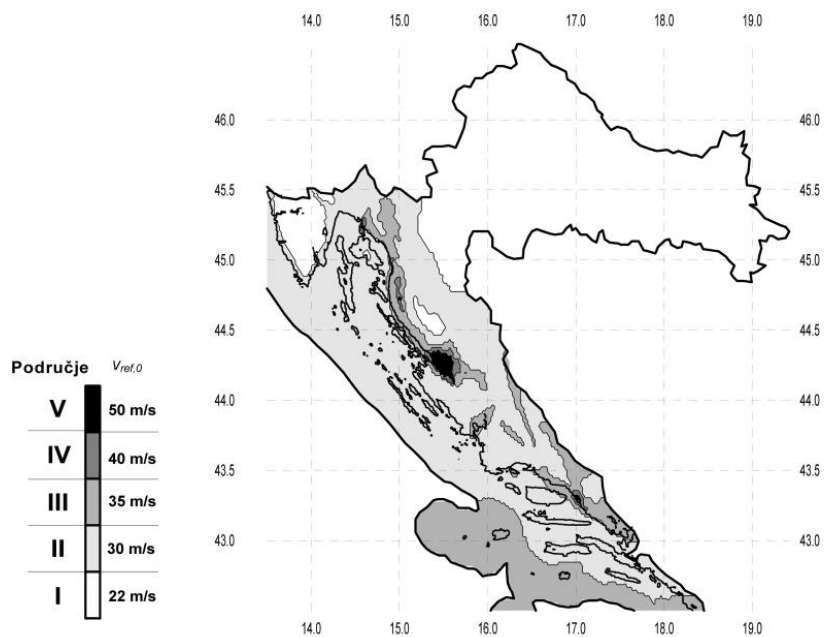 14.0 15.0 16.0 17.0 18.0 19.0
46.0 46.0
45.5 45.5
45.0 45.0
44.5 44.5
44.0 44.0
43.5 43.5
43.0 43.0
14.0 15.0 16.0 17.0 18.0 19.0
Područje Vref,0
V 50 m/s
IV 40 m/s
III 35 m/s
II 30 m/s
I 22 m/s